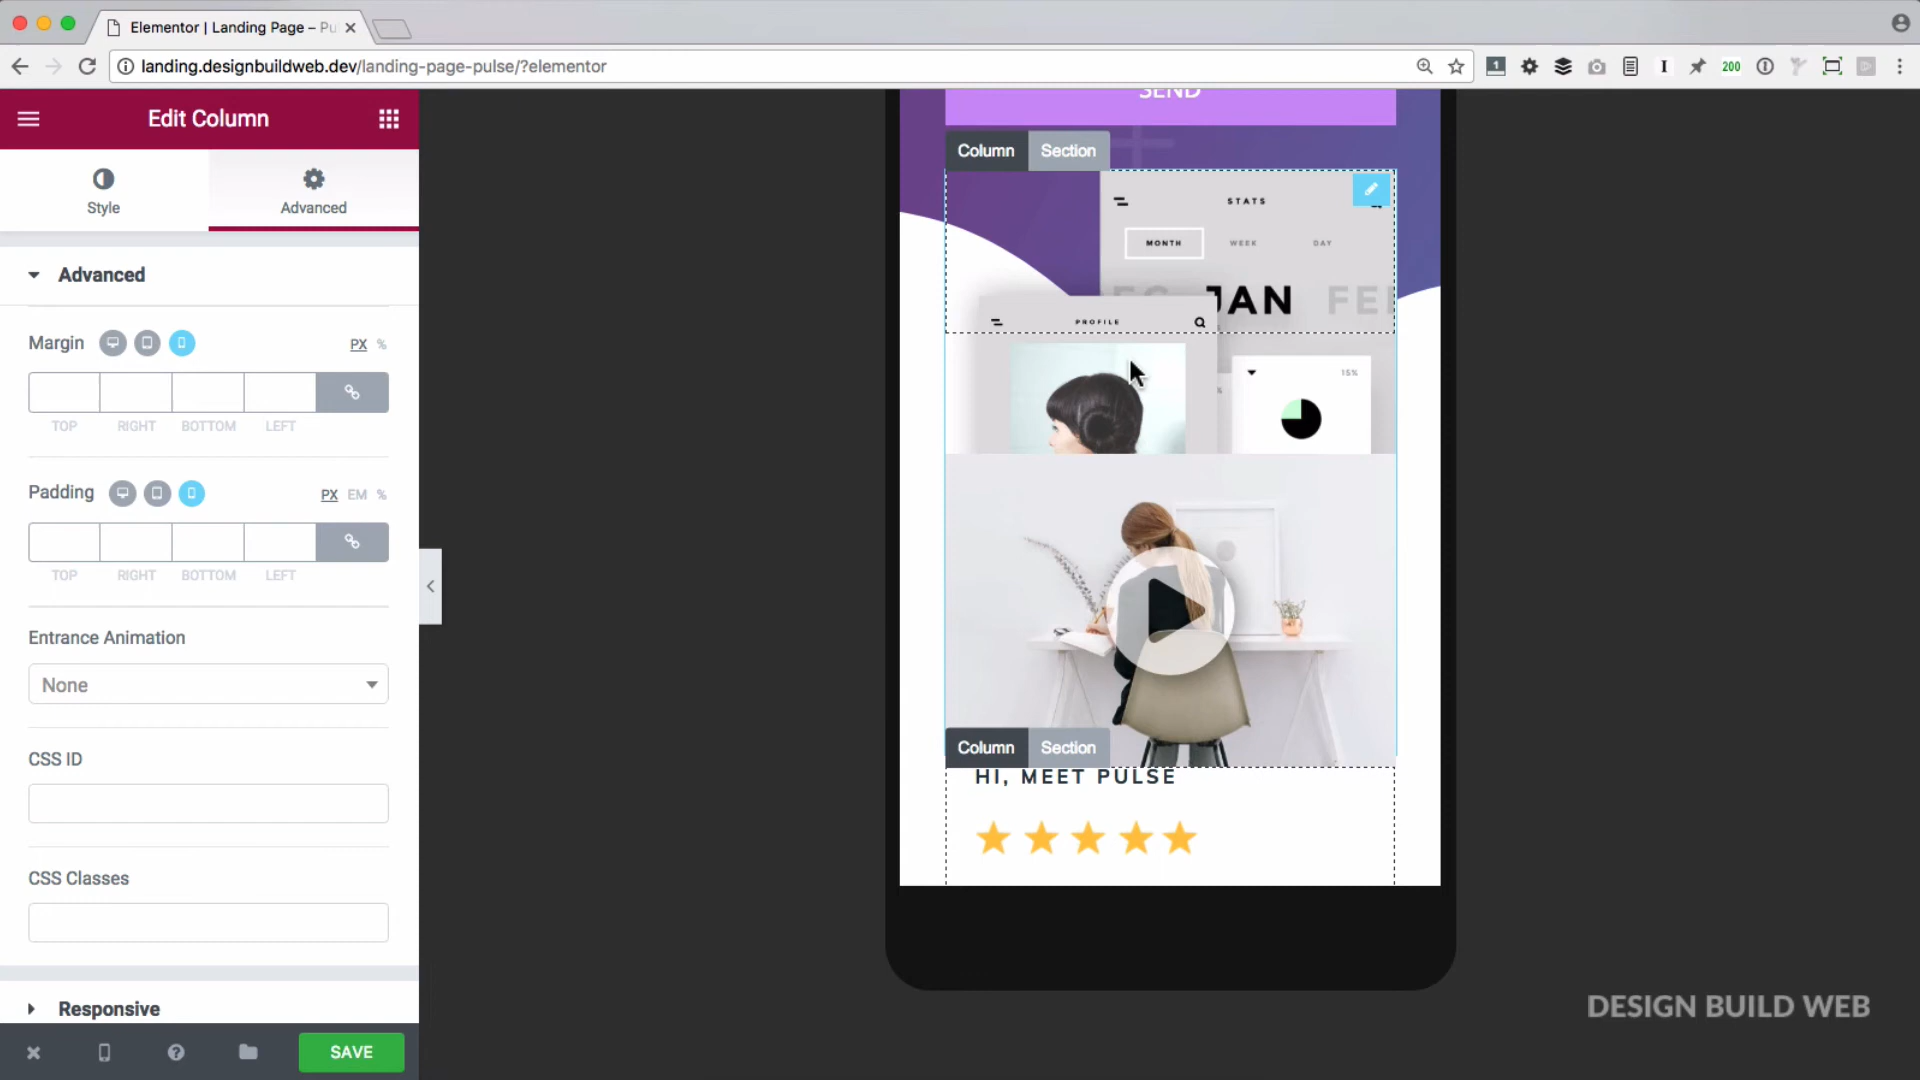 Elementor | Landing Page – Pu
landing.designbuildweb.dev/landing-page-pulse/?elementor
1
I
200
Edit Column
Style
Advanced
Advanced
Margin
PX %
TOP RIGHT BOTTOM LEFT
Padding
PX EM %
TOP RIGHT BOTTOM LEFT
Entrance Animation
None
CSS ID
CSS Classes
Responsive
SAVE
SEND
Column Section
STATS
MONTH WEEK DAY
JAN
PROFILE
15%
Column Section
HI, MEET PULSE
DESIGN BUILD WEB